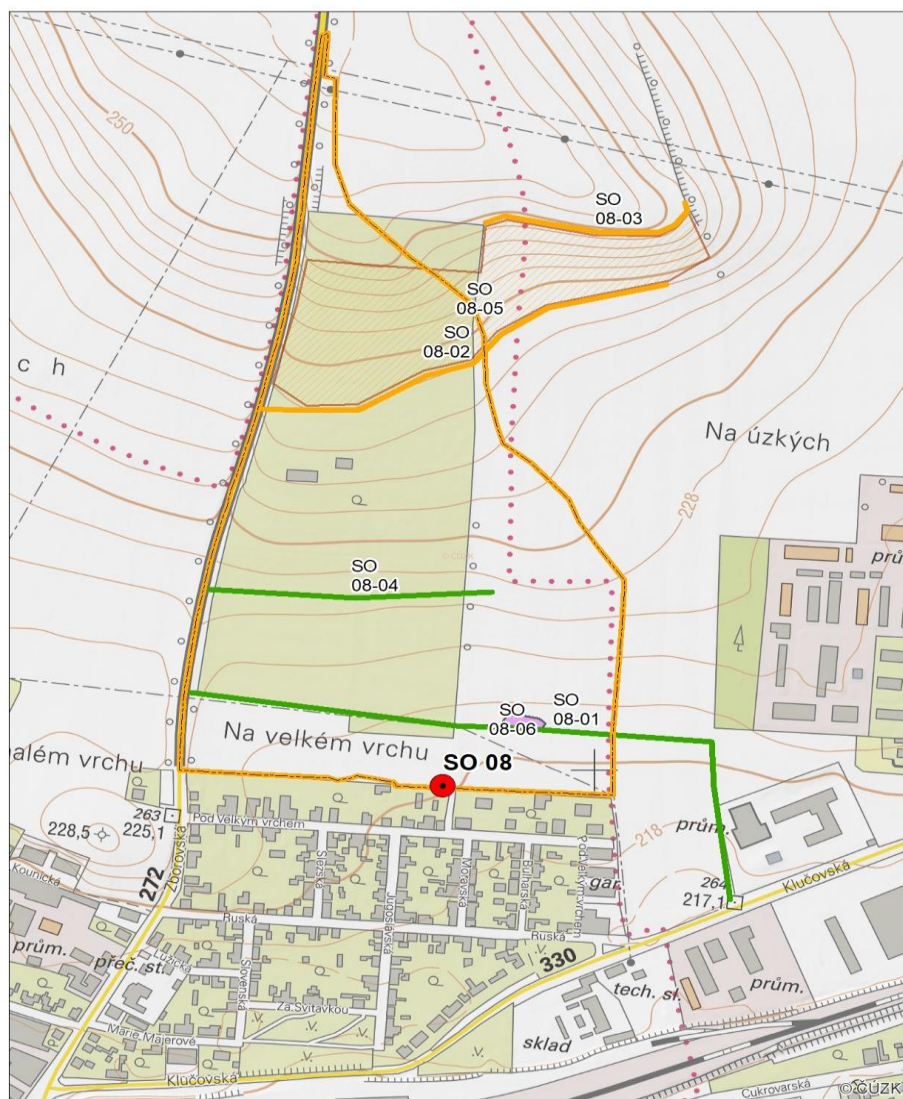 250
SO
08-03
SO
08-05
SO
08-02
c h
Na úzkých
228
© ČÚZK
prů
SO
08-04
SO
08-01
SO
08-06
Na velkém vrchu
além vrchu
SO 08
263
225,1
228,5
Pod Velkým vrchem
prům.
218
Zborovská
272
Kounická
Slezská
Jugoslávská
Moravská
Bulharská
Pod Velkým vrchem
gar.
264
217,1
Klučovská
Ruská
Ruská
330
prům.
přeč. st.
Lužická
Slovenská
Za Svitávkou
tech. sl.
prům.
sklad
Marie Majerové
Klučovská
Cukrovarská
© ČÚZK